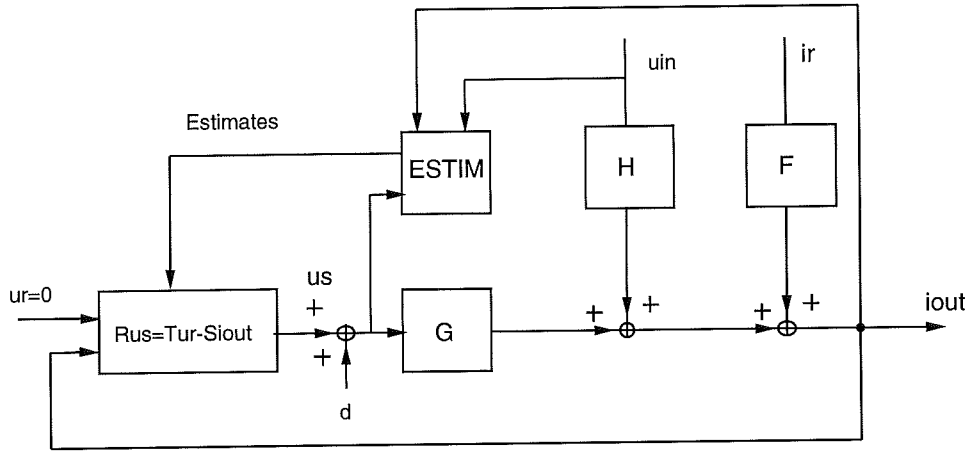 uin
ir
Estimates
ESTIM
H
F
us
ur=0
+
Rus=Tur-Siout
+
d
G
+
+
+
+
iout